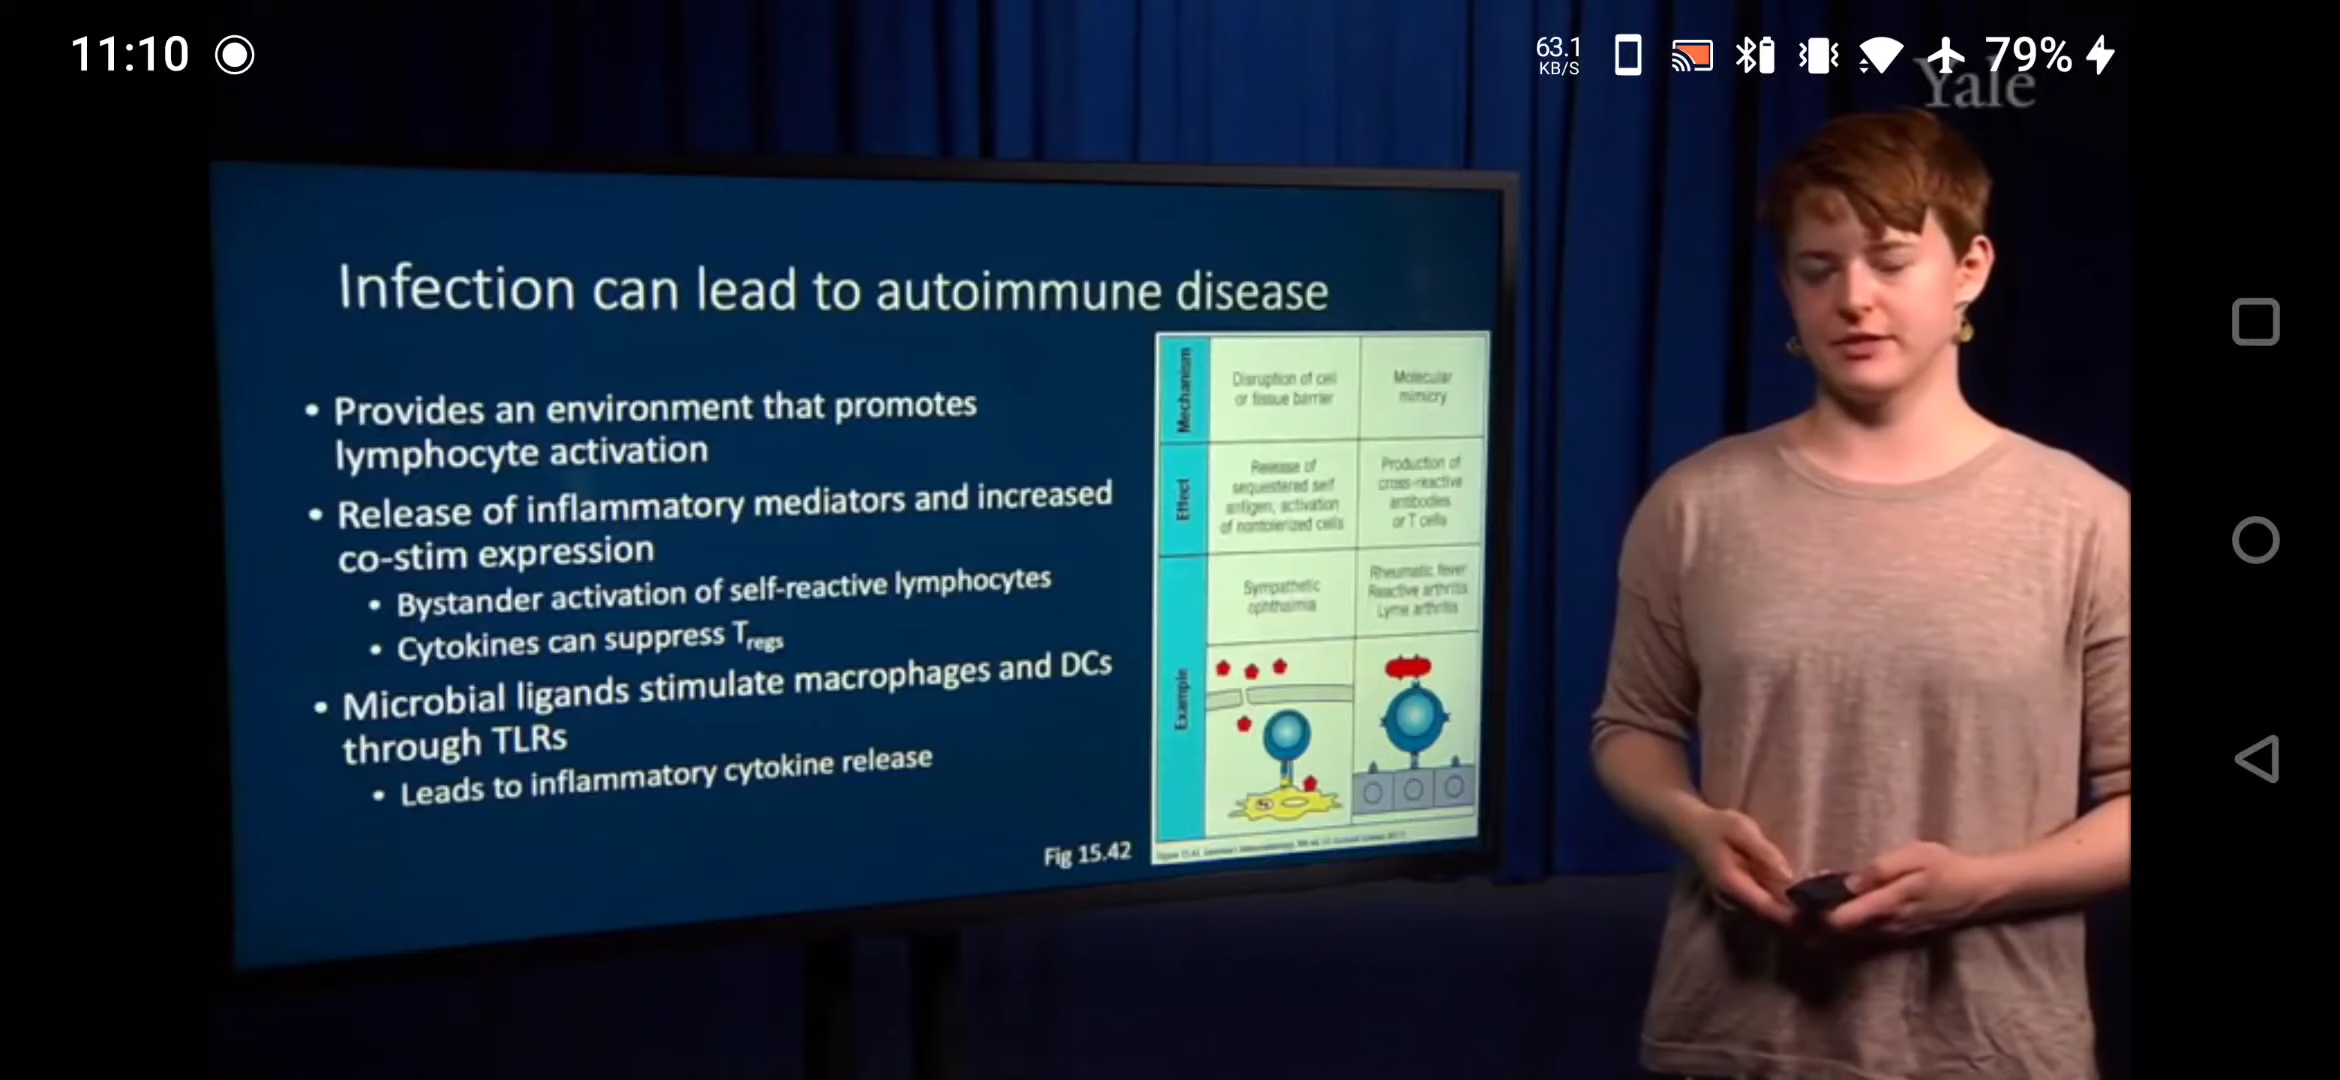 11:10
63.1
KB/S
79%
Yale
Infection can lead to autoimmune disease
• Provides an environment that promotes
lymphocyte activation
• Release of inflammatory mediators and increased
co-stim expression
• Bystander activation of self-reactive lymphocytes
• Cytokines can suppress Tregs
• Microbial ligands stimulate macrophages and DCs
through TLRs
• Leads to inflammatory cytokine release
Fig 15.42
Mechanism
Disruption of cell
or tissue barrier
Molecular
mimicry
Effect
Release of
sequestered self
antigen, activation
of nontolerized cells
Production of
cross-reactive
antibodies
or T cells
Example
Sympathetic
ophthalmia
Rheumatic fever
Reactive arthritis
Lyme arthritis